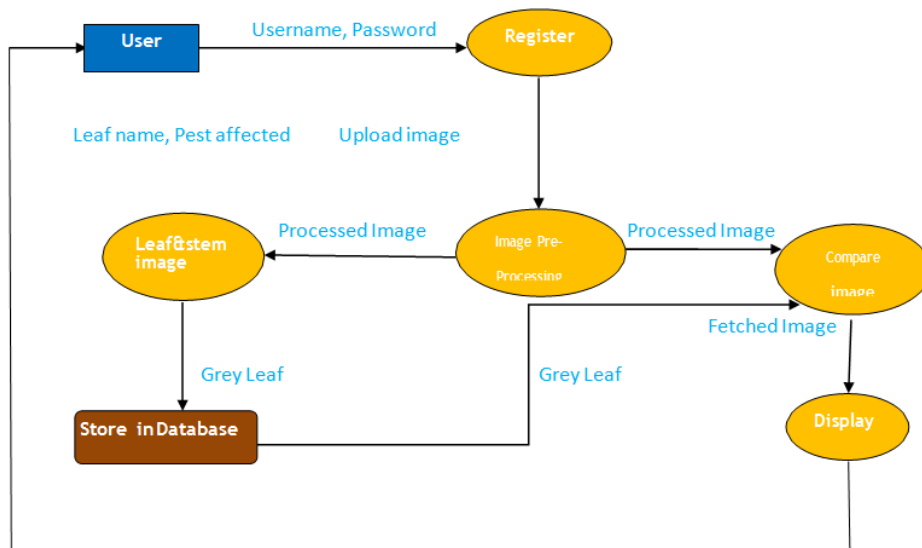 User
Username, Password
Register
Leaf name, Pest affected
Upload image
Leaf&stem
image
Processed Image
Image Pre-
Processing
Processed Image
Compare
image
Fetched Image
Grey Leaf
Grey Leaf
Store in Database
Display